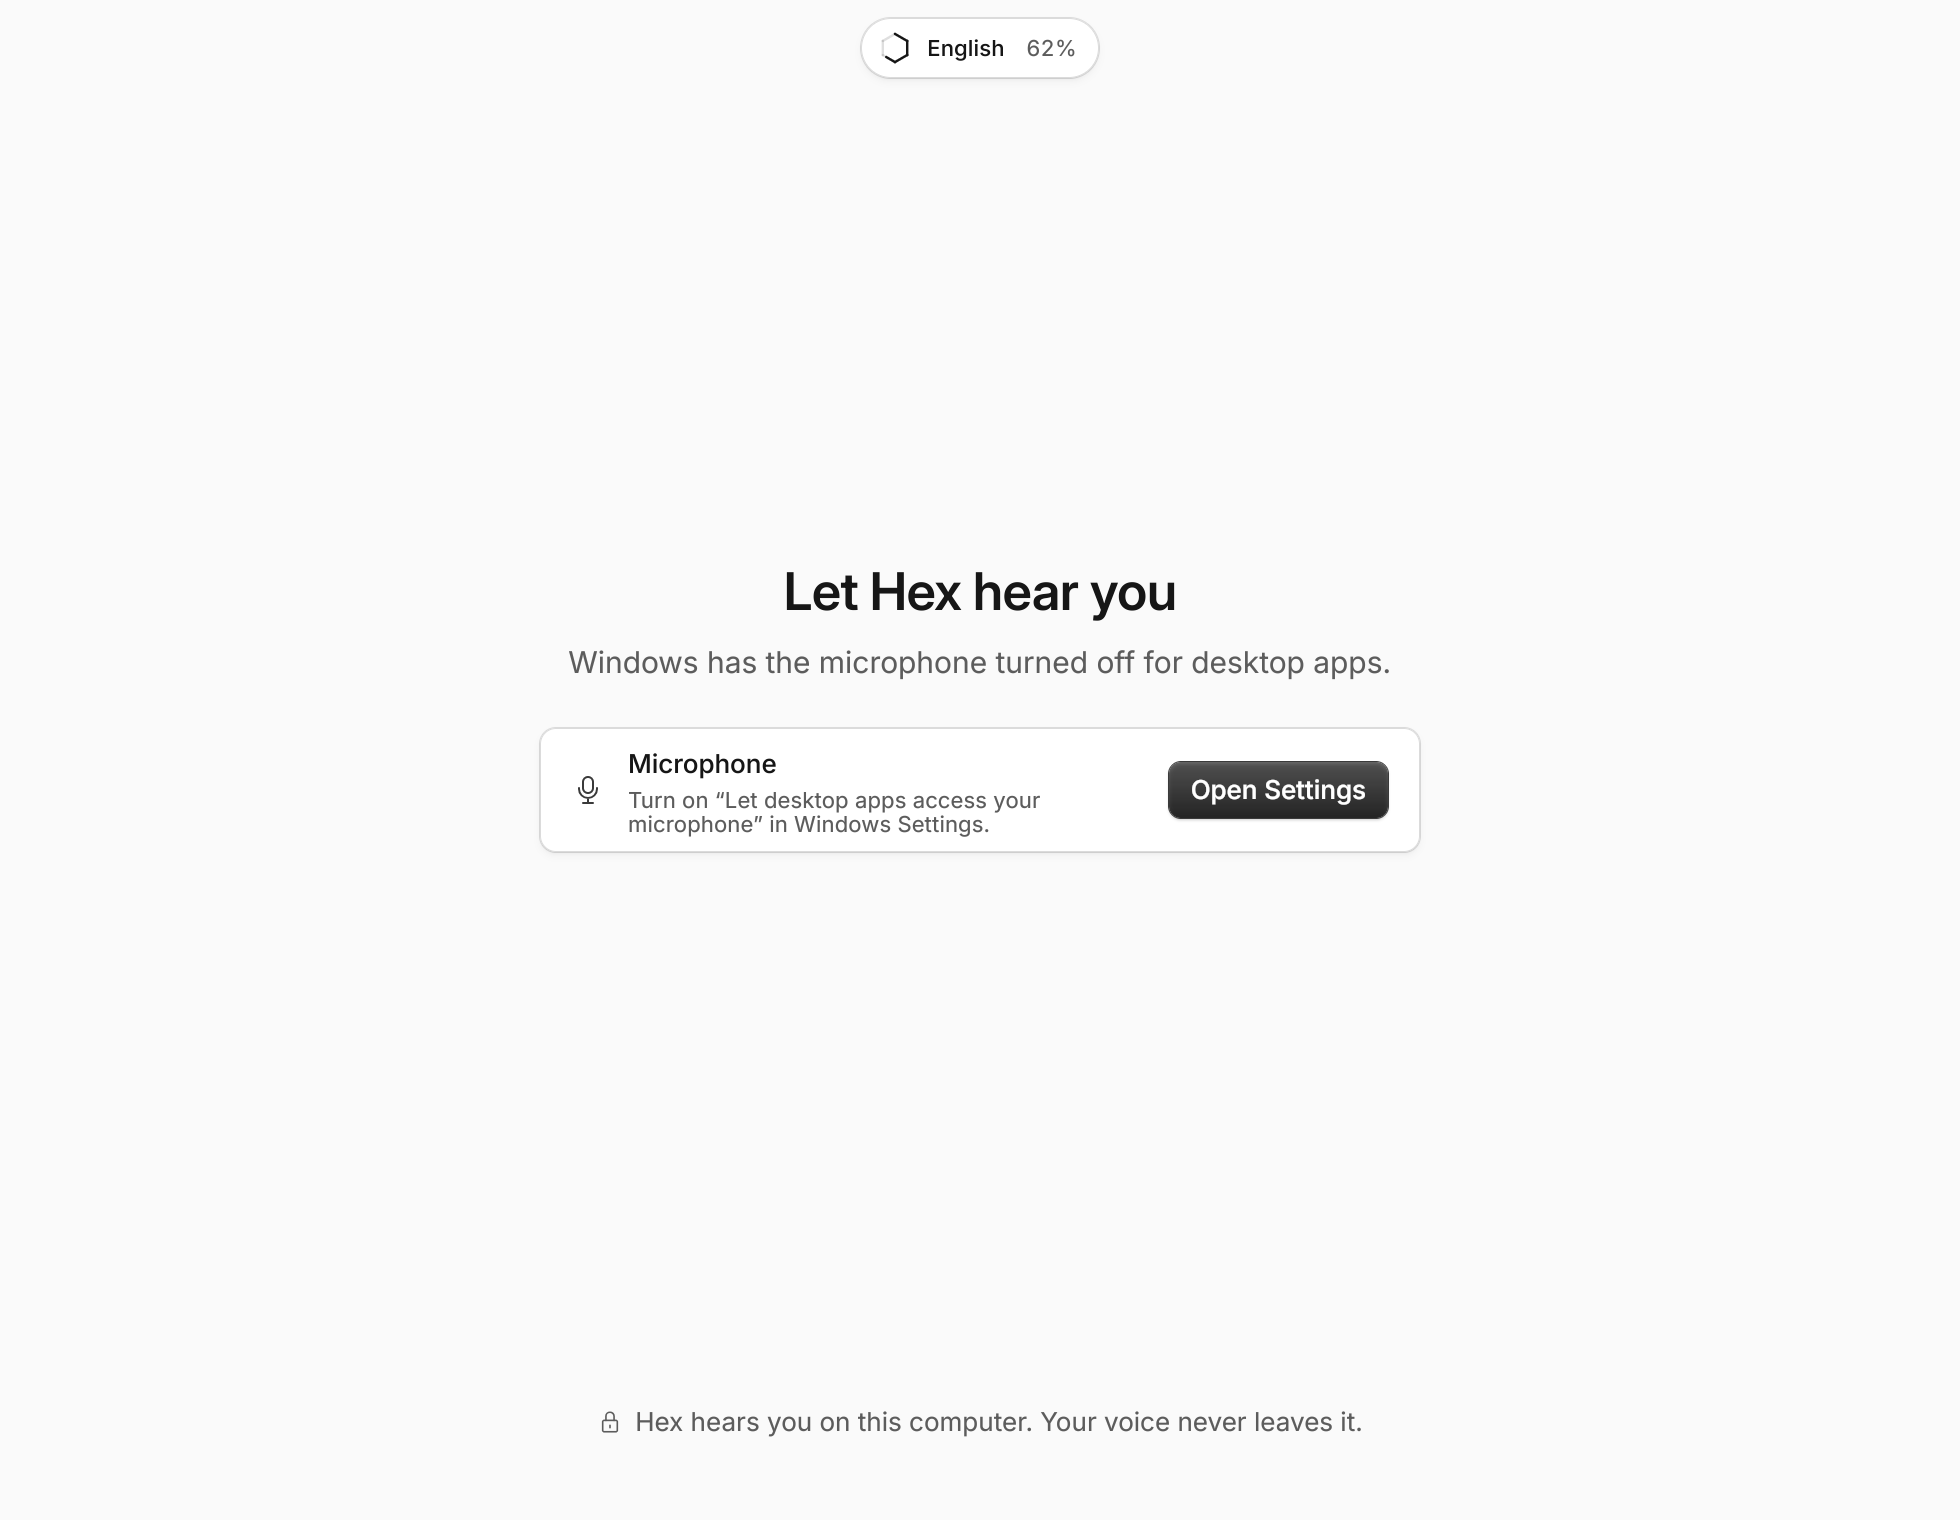 English 62%
Let Hex hear you
Windows has the microphone turned off for desktop apps.
Microphone
Turn on “Let desktop apps access your
microphone” in Windows Settings.
Open Settings
Hex hears you on this computer. Your voice never leaves it.